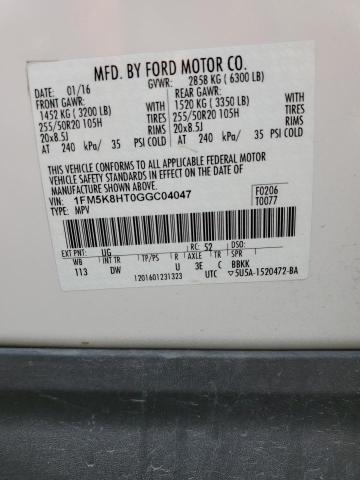 MFD. BY FORD MOTOR CO.
DATE: 01/16 GVWR: 2858 KG ( 6300 LB)
FRONT GAWR: REAR GAWR:
1452 KG ( 3200 LB) WITH 1520 KG ( 3350 LB) WITH
255/50R20 105H TIRES 255/50R20 105H TIRES
20x8.5J RIMS 20x8.5J RIMS
AT 240 kPa/ 35 PSI COLD AT 240 kPa/ 35 PSI COLD
THIS VEHICLE CONFORMS TO ALL APPLICABLE FEDERAL MOTOR
VEHICLE SAFETY STANDARDS IN EFFECT ON THE DATE OF
MANUFACTURE SHOWN ABOVE.
VIN: 1FM5K8HT0GGC04047 F0206
TYPE: MPV T0077
EXT PNT: UG RC: 52 DSO:
WB INT TR TP/PS R AXLE TR SPR
113 DW U 3E C BBKK
1201601231323 UTC ▽5U5A-1520472-BA